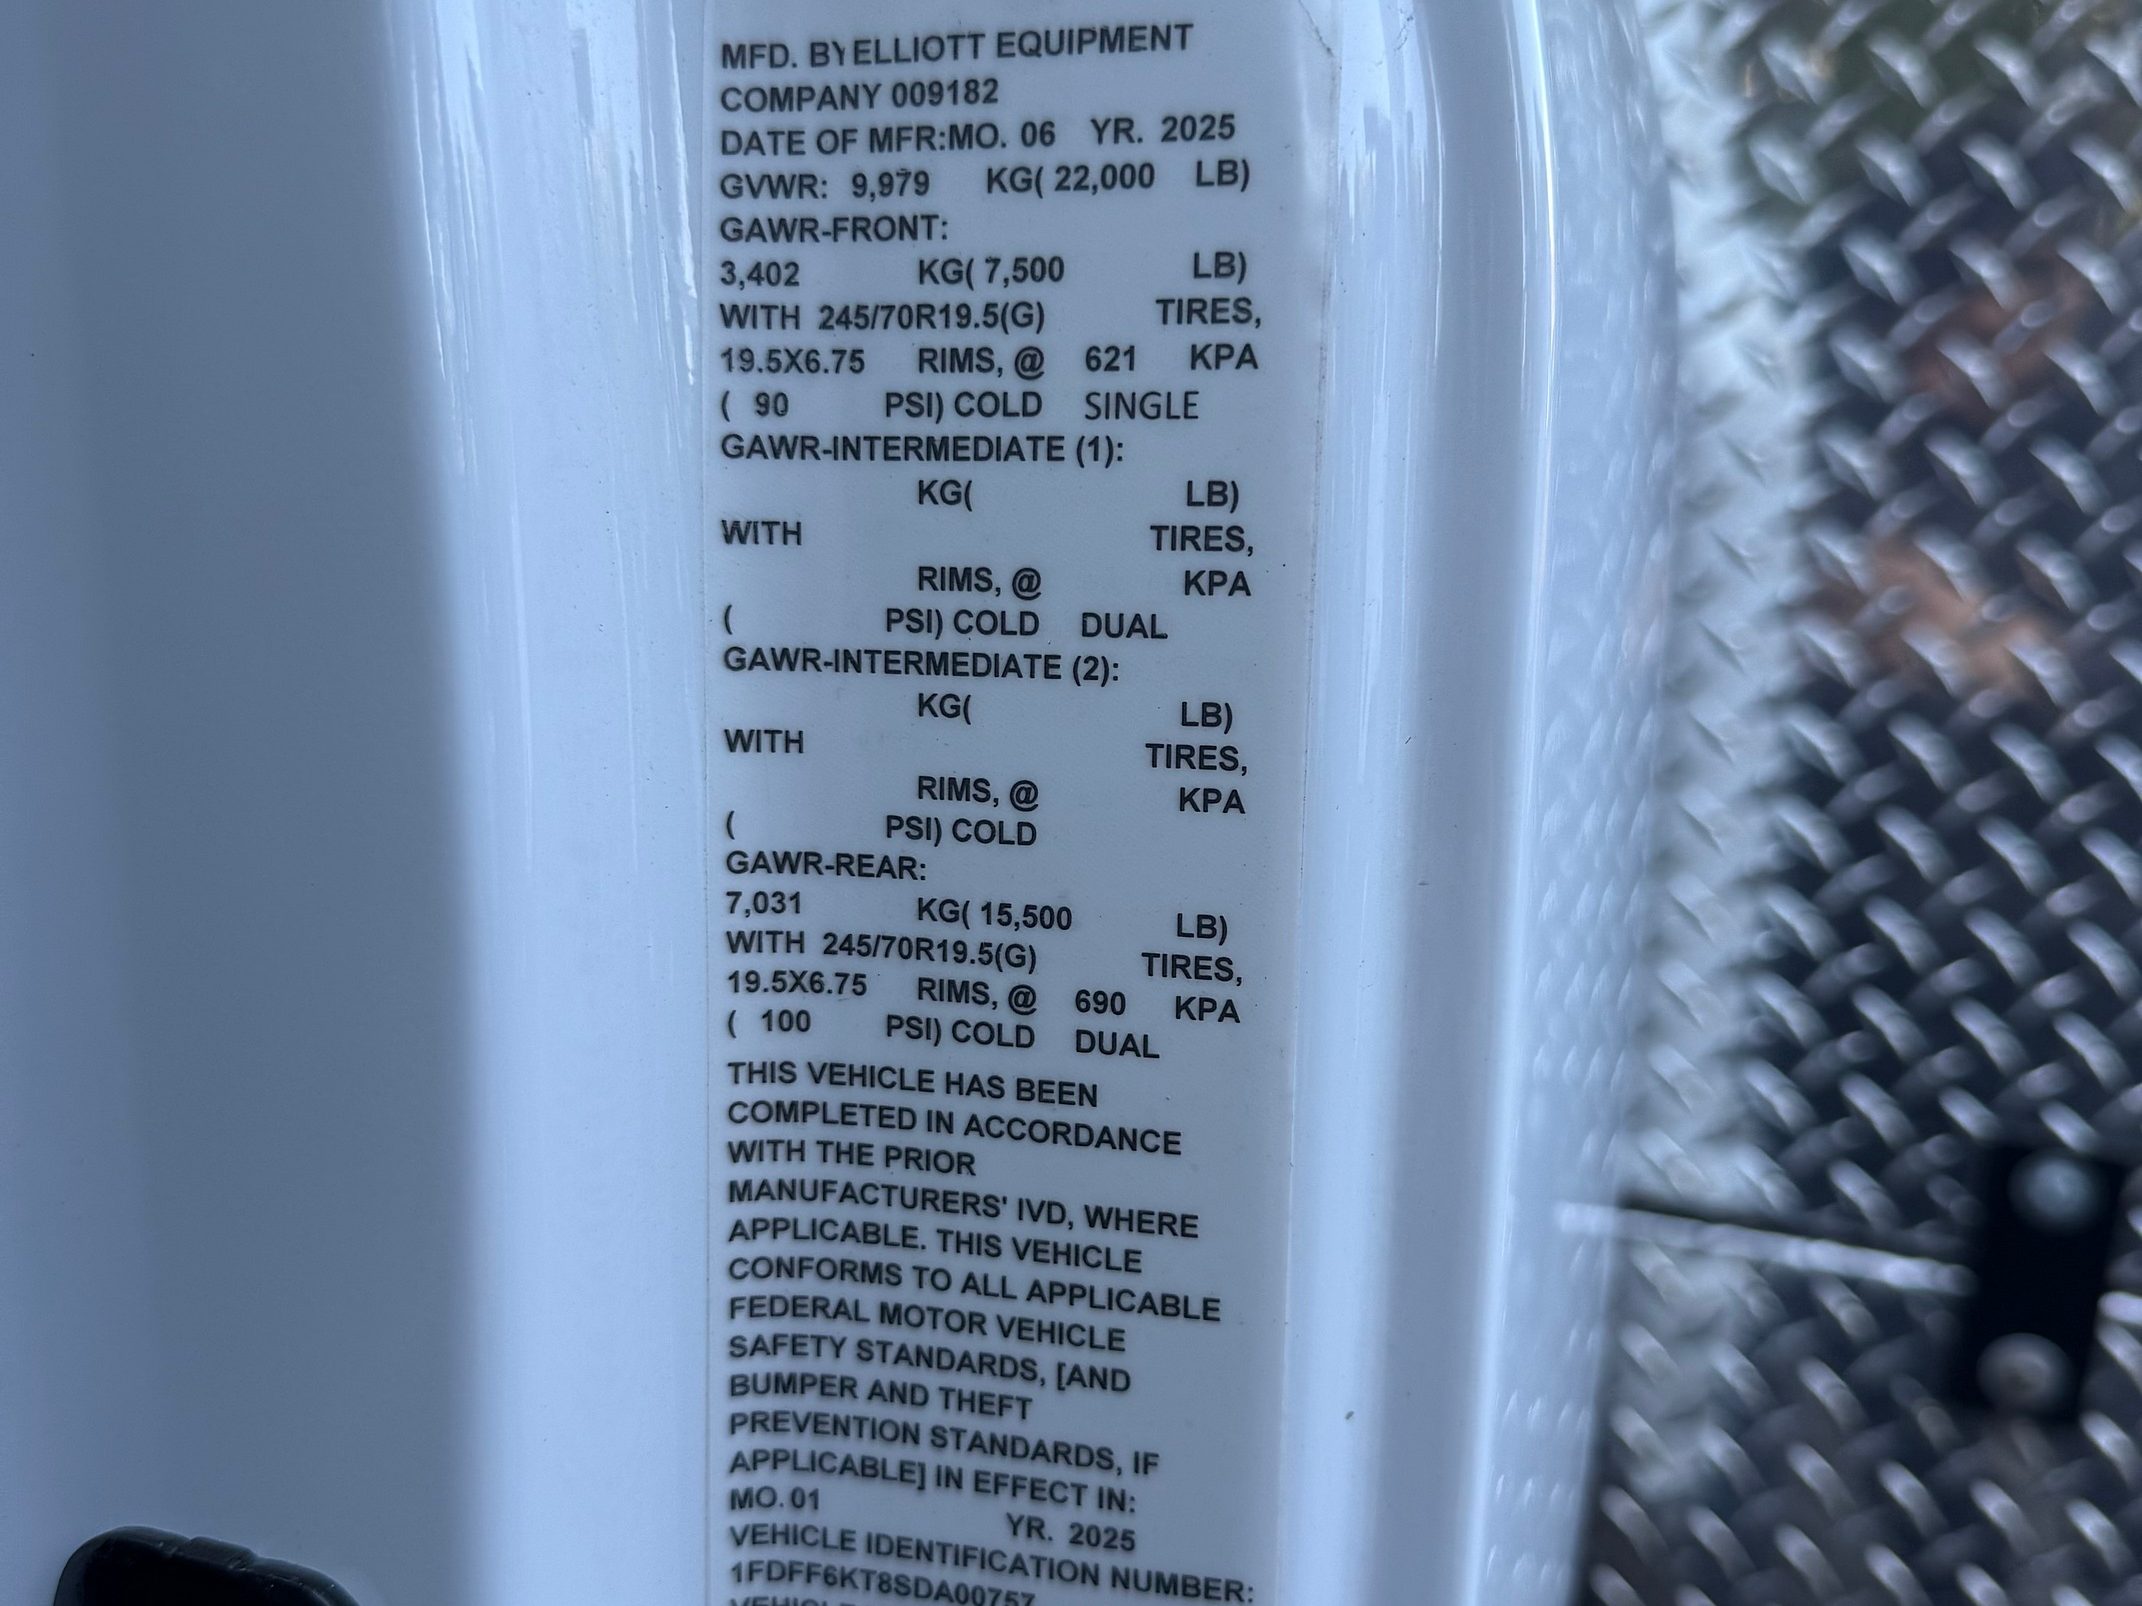 MFD. BY ELLIOTT EQUIPMENT
COMPANY 009182
DATE OF MFR:MO. 06 YR. 2025
GVWR: 9,979 KG( 22,000 LB)
GAWR-FRONT:
3,402 KG( 7,500 LB)
WITH 245/70R19.5(G) TIRES,
19.5X6.75 RIMS, @ 621 KPA
( 90 PSI) COLD SINGLE
GAWR-INTERMEDIATE (1):
KG( LB)
WITH TIRES,
RIMS, @ KPA
( PSI) COLD DUAL
GAWR-INTERMEDIATE (2):
KG( LB)
WITH TIRES,
RIMS, @ KPA
( PSI) COLD
GAWR-REAR:
7,031 KG( 15,500 LB)
WITH 245/70R19.5(G) TIRES,
19.5X6.75 RIMS, @ 690 KPA
( 100 PSI) COLD DUAL
THIS VEHICLE HAS BEEN
COMPLETED IN ACCORDANCE
WITH THE PRIOR
MANUFACTURERS' IVD, WHERE
APPLICABLE. THIS VEHICLE
CONFORMS TO ALL APPLICABLE
FEDERAL MOTOR VEHICLE
SAFETY STANDARDS, [AND
BUMPER AND THEFT
PREVENTION STANDARDS, IF
APPLICABLE] IN EFFECT IN:
MO. 01 YR. 2025
VEHICLE IDENTIFICATION NUMBER:
1FDFF6KT8SDA00757